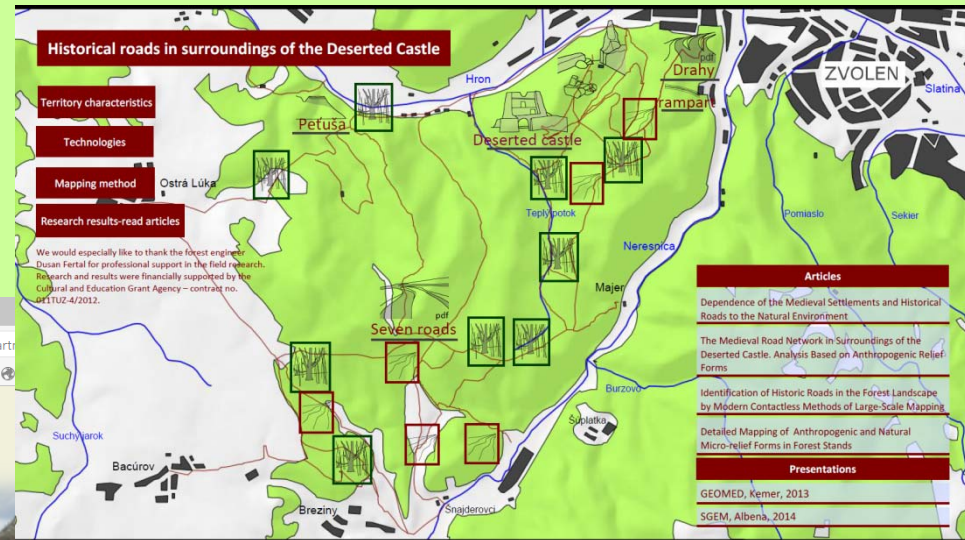 Historical roads in surroundings of the Deserted Castle
Territory characteristics
Technologies
Mapping method
Research results-read articles
We would especially like to thank the forest engineer
Dusan Fertal for professional support in the field research.
Research and results were financially supported by the
Cultural and Education Grant Agency – contract no.
011TUZ-4/2012.
Hron
pdf
Drahy
rampart
ZVOLEN
Slatina
Peťuša
Deserted castle
Ostrá Lúka
Teplý potok
Pomiaslo
Sekier
Neresnica
Majer
pdf
Seven roads
Burzovo
Šúplatka
Suchý jarok
Bacúrov
Breziny
Šnajderovci
Articles
Dependence of the Medieval Settlements and Historical
Roads to the Natural Environment
The Medieval Road Network in Surroundings of the
Deserted Castle. Analysis Based on Anthropogenic Relief
Forms
Identification of Historic Roads in the Forest Landscape
by Modern Contactless Methods of Large-Scale Mapping
Detailed Mapping of Anthropogenic and Natural
Micro-relief Forms in Forest Stands
Presentations
GEOMED, Kemer, 2013
SGEM, Albena, 2014